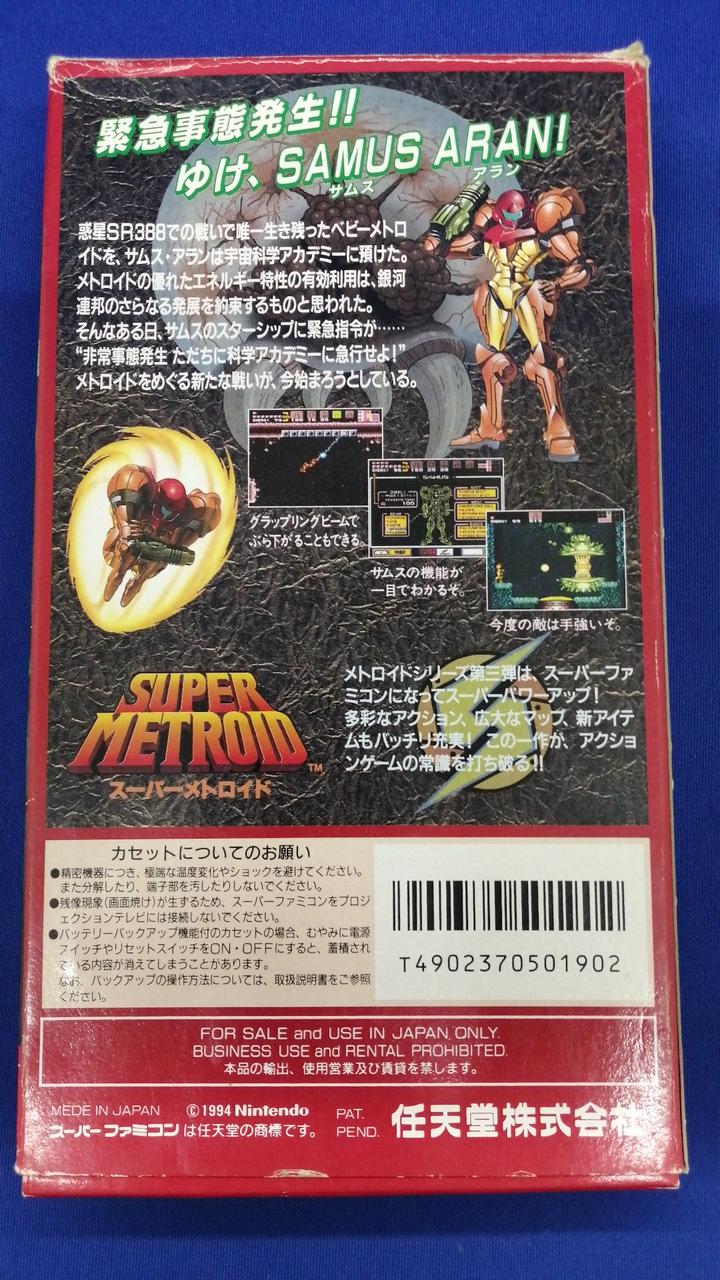 緊急事態発生!!
ゆけ、SAMUS ARAN!
サムス アラン
惑星SR388での戦いで唯一生き残ったベビーメトロ
イドを、サムス・アランは宇宙科学アカデミーに預けた。
メトロイドの優れたエネルギー特性の有効利用は、銀河
連邦のさらなる発展を約束するものと思われた。
そんなある日、サムスのスターシップに緊急指令が……
“非常事態発生 ただちに科学アカデミーに急行せよ!”
メトロイドをめぐる新たな戦いが、今始まろうとしている。
グラップリングビームで
ぶら下がることもできる。
SAMUS
サムスの機能が
一目でわかるぞ。
今度の敵は手強いぞ。
SUPER
METROID
TM
スーパーメトロイド
メトロイドシリーズ第三弾は、スーパーファ
ミコンになってスーパーパワーアップ!
多彩なアクション、広大なマップ、新アイテ
ムもバッチリ充実! この一作が、アクショ
ンゲームの常識を打ち破る!!
カセットについてのお願い
●精密機器につき、極端な温度変化やショックを避けてください。
また分解したり、端子部を汚したりしないでください。
●残像現象(画面焼け)が生ずるため、スーパーファミコンをプロジ
ェクションテレビには接続しないでください。
●バッテリーバックアップ機能付のカセットの場合、むやみに電源
スイッチやリセットスイッチをON・OFFにすると、蓄積され
ている内容が消えてしまうことがあります。
なお、バックアップの操作方法については、取扱説明書をご参照
ください。
T4902370501902
FOR SALE and USE IN JAPAN ONLY.
BUSINESS USE and RENTAL PROHIBITED.
本品の輸出、使用営業及び賃貸を禁じます。
MEDE IN JAPAN ©1994 Nintendo
スーパーファミコンは任天堂の商標です。
PAT.
PEND.
任天堂株式会社